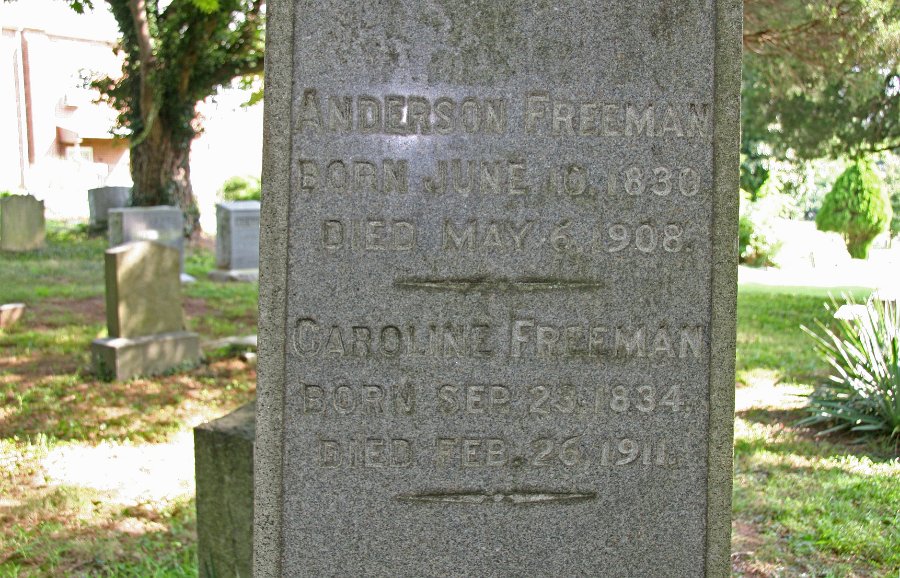 ANDERSON FREEMAN
BORN JUNE 10, 1830
DIED MAY 6, 1908.
CAROLINE FREEMAN
BORN SEP. 23, 1834.
DIED FEB. 26, 1911.